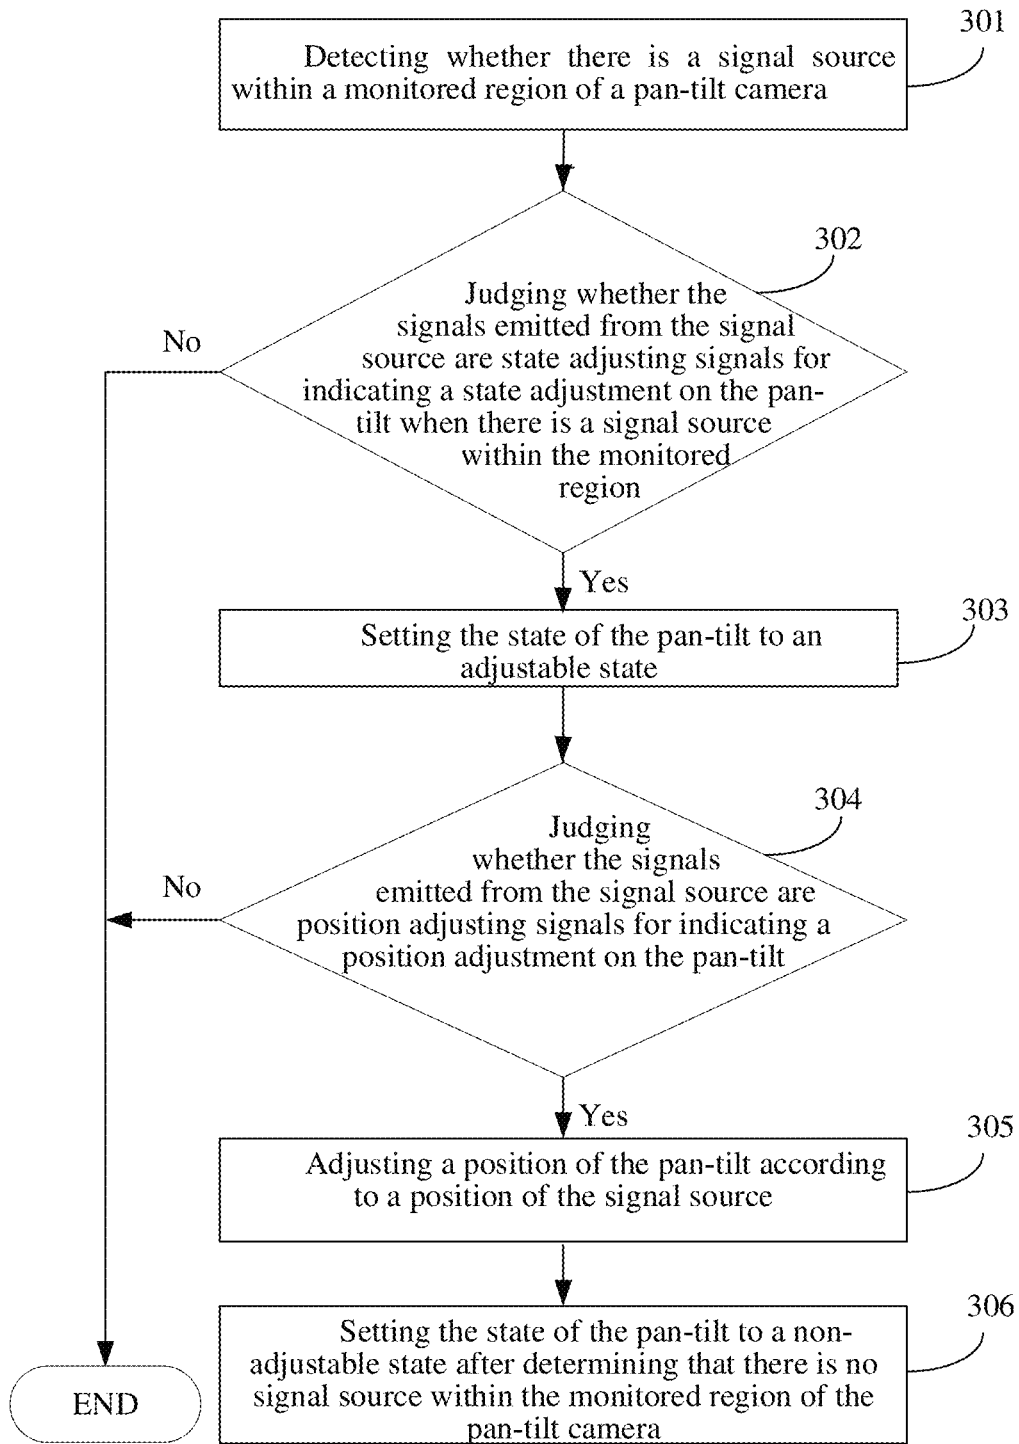 301
Detecting whether there is a signal source
within a monitored region of a pan-tilt camera
302
Judging whether the
signals emitted from the signal
source are state adjusting signals for
indicating a state adjustment on the pan-
tilt when there is a signal source
within the monitored
region
No
Yes
303
Setting the state of the pan-tilt to an
adjustable state
304
Judging
whether the signals
emitted from the signal source are
position adjusting signals for indicating a
position adjustment on the pan-tilt
No
Yes
305
Adjusting a position of the pan-tilt according
to a position of the signal source
306
Setting the state of the pan-tilt to a non-
adjustable state after determining that there is no
signal source within the monitored region of the
pan-tilt camera
END